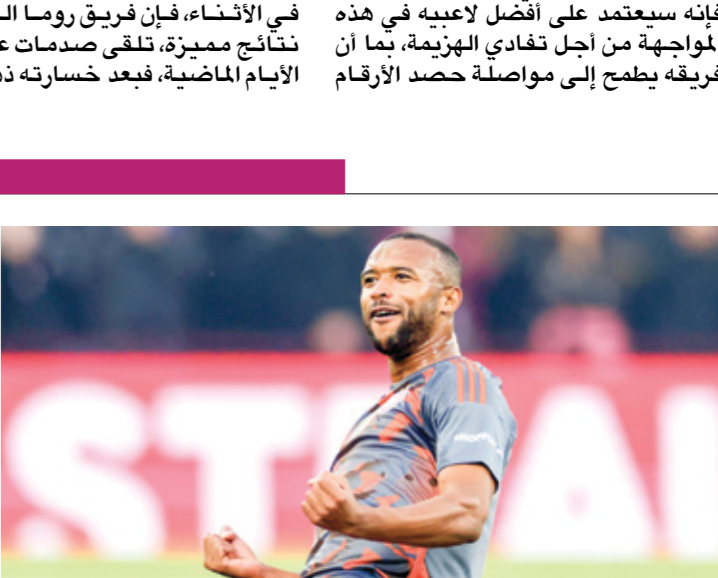 فإنه سيعتمد على أفضل لاعبيه في هذه
لمواجهة من أجل تفادي الهزيمة، بما أن
فريقه يطمح إلى مواصلة حصد الأرقام
في الأثناء، فإن فريق روما
نتائج مميزة، تلقى صدمات
الأيام الماضية، فبعد خسارته